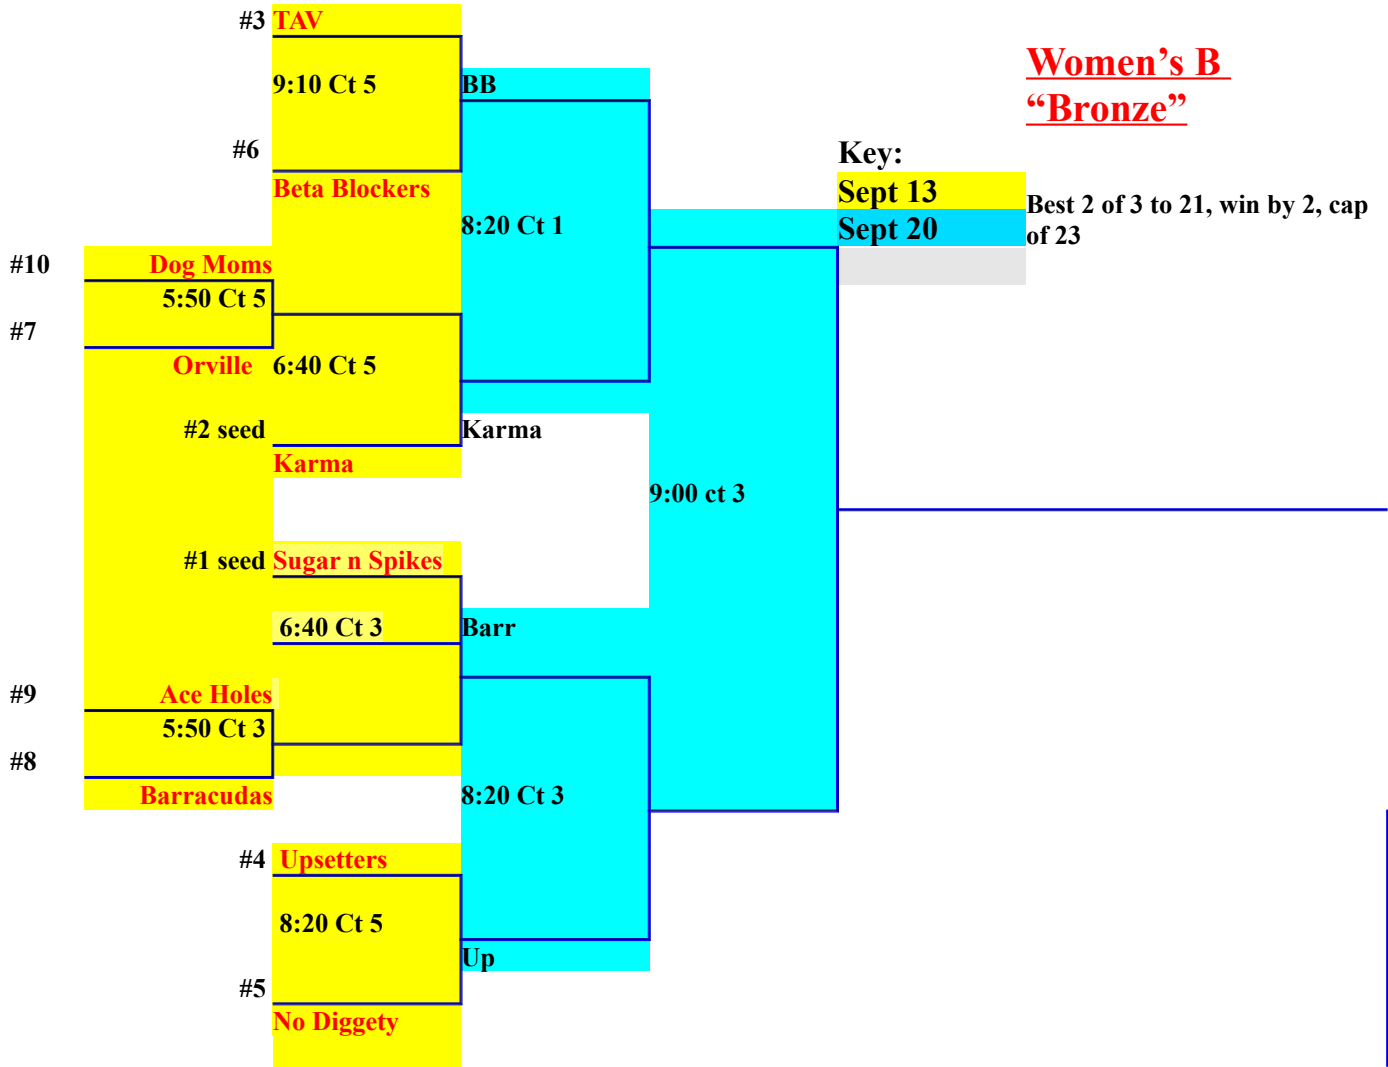 #3 TAV
9:10 Ct 5
BB
Women’s B
“Bronze”
#6
Key:
Beta Blockers
Sept 13
Best 2 of 3 to 21, win by 2, cap
of 23
8:20 Ct 1
Sept 20
#10
Dog Moms
5:50 Ct 5
#7
Orville
6:40 Ct 5
#2 seed
Karma
Karma
9:00 ct 3
#1 seed
Sugar n Spikes
6:40 Ct 3
Barr
#9
Ace Holes
5:50 Ct 3
#8
Barracudas
8:20 Ct 3
#4
Upsetters
8:20 Ct 5
Up
#5
No Diggety